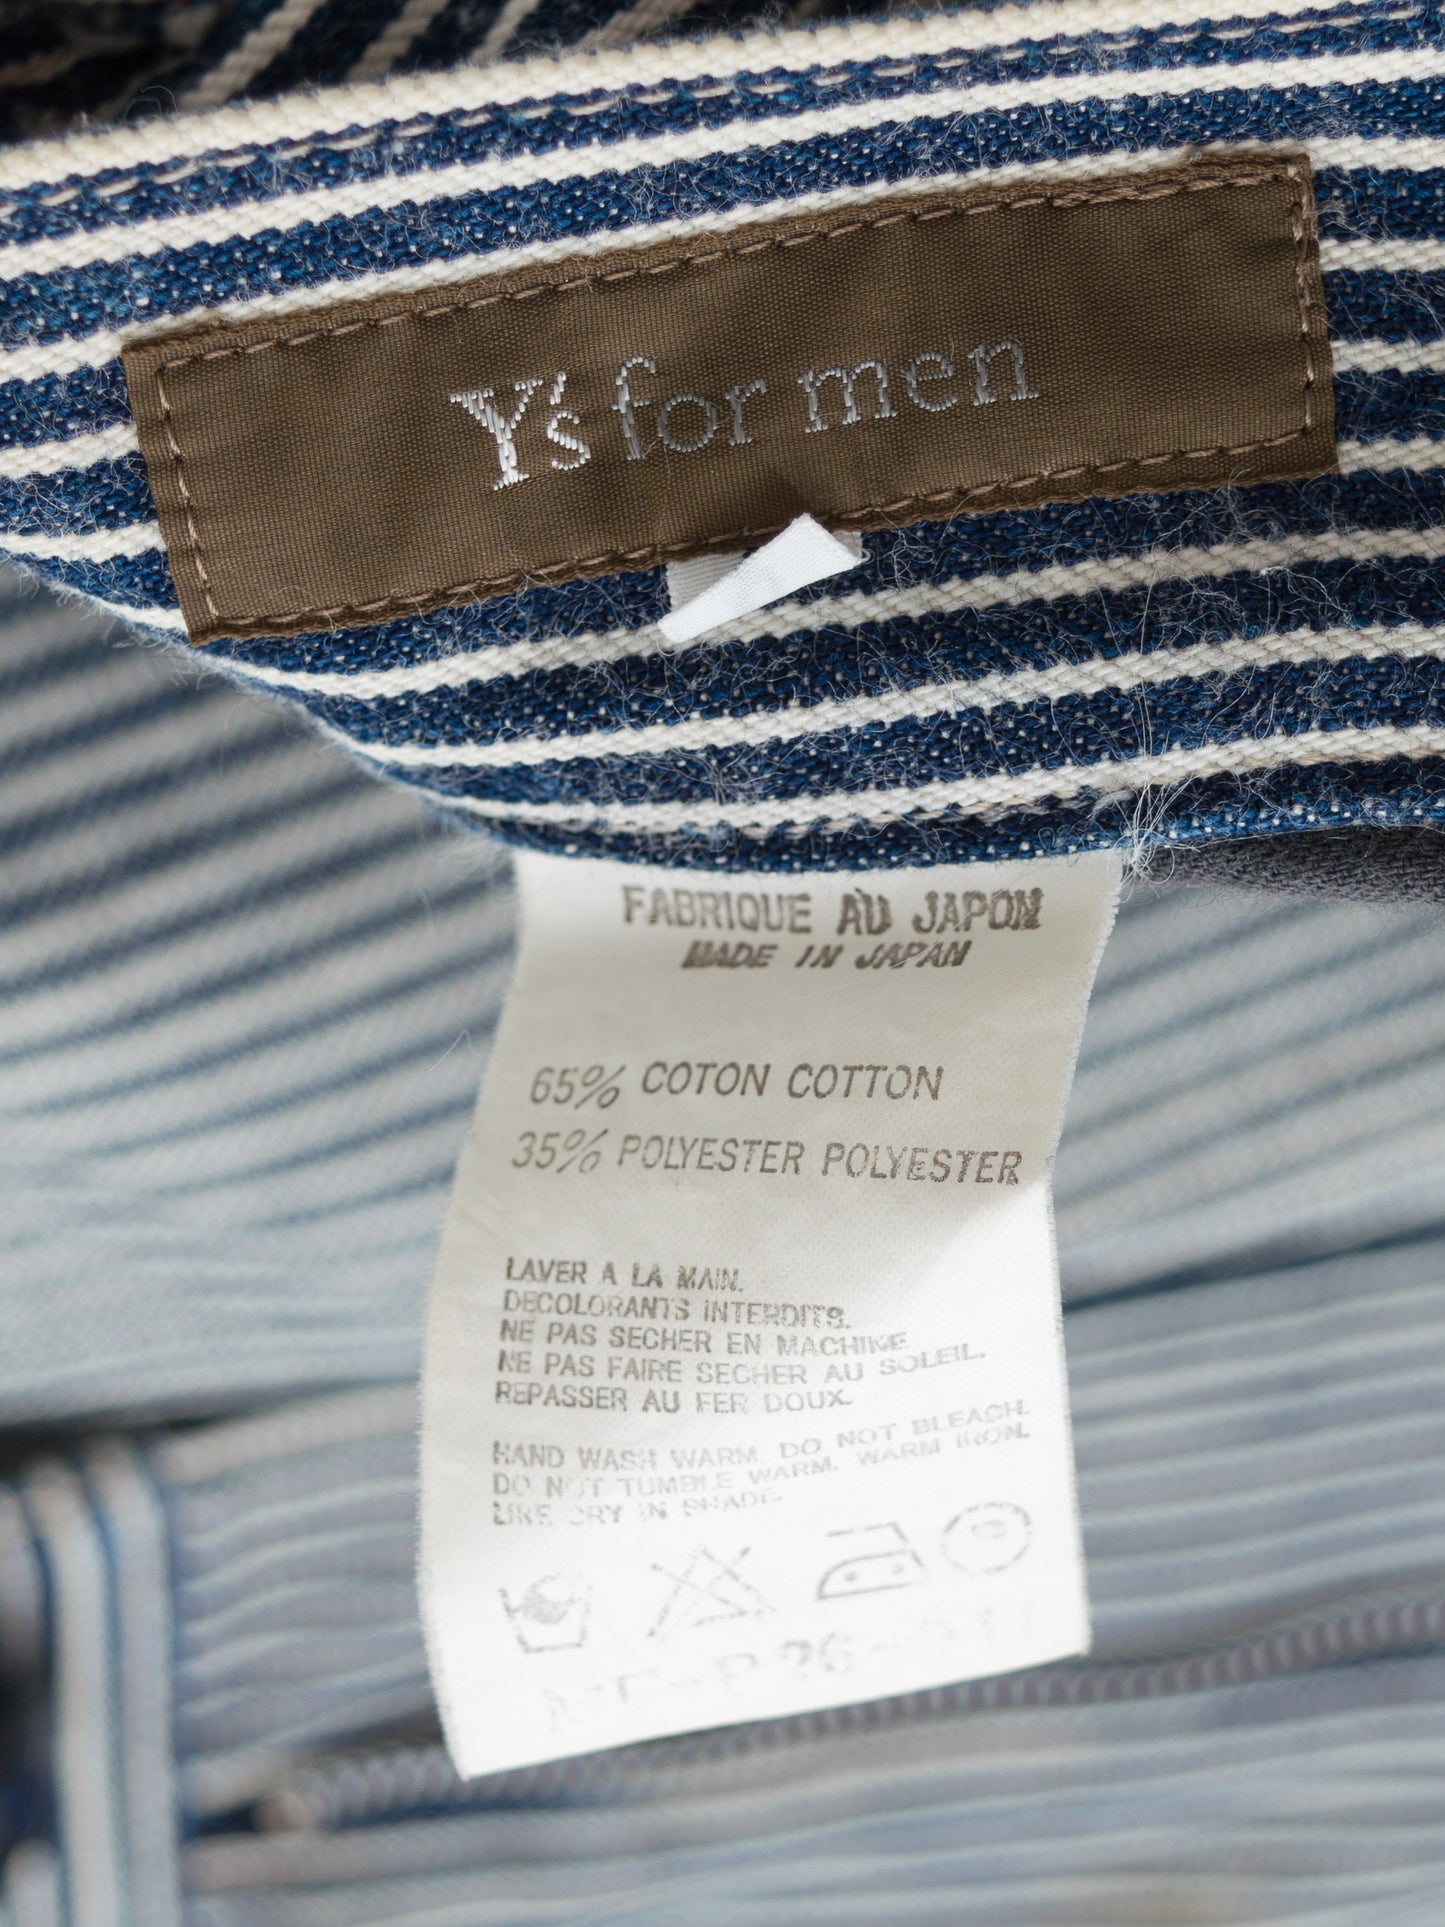 Y's for men
FABRIQUE AU JAPON
MADE IN JAPAN
65% COTON COTTON
35% POLYESTER POLYESTER
LAVER A LA MAIN.
DECOLORANTS INTERDITS.
NE PAS SECHER EN MACHINE
NE PAS FAIRE SECHER AU SOLEIL.
REPASSER AU FER DOUX.
HAND WASH WARM. DO NOT BLEACH.
DO NOT TUMBLE WARM. WARM IRON.
LINE DRY IN SHADE.